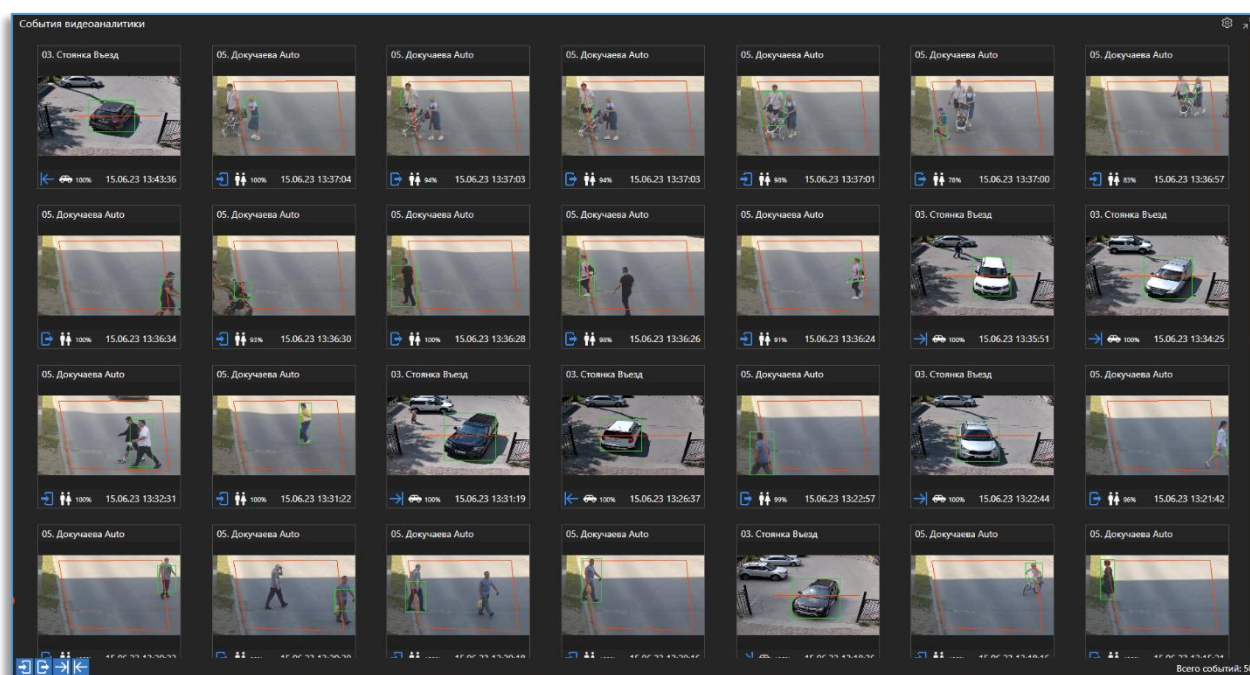 События видеоаналитики
03. Стоянка Въезд 05. Докучаева Auto 05. Докучаева Auto 05. Докучаева Auto 05. Докучаева Auto 05. Докучаева Auto 05. Докучаева Auto
100% 15.06.23 13:43:36 100% 15.06.23 13:37:04 94% 15.06.23 13:37:03 94% 15.06.23 13:37:03 98% 15.06.23 13:37:01 78% 15.06.23 13:37:00 83% 15.06.23 13:36:57
05. Докучаева Auto 05. Докучаева Auto 05. Докучаева Auto 05. Докучаева Auto 05. Докучаева Auto 03. Стоянка Въезд 03. Стоянка Въезд
100% 15.06.23 13:36:34 93% 15.06.23 13:36:30 100% 15.06.23 13:36:28 15.06.23 13:36:26 91% 15.06.23 13:36:24 100% 15.06.23 13:35:51 100% 15.06.23 13:34:25
05. Докучаева Auto 05. Докучаева Auto 03. Стоянка Въезд 03. Стоянка Въезд 05. Докучаева Auto 03. Стоянка Въезд 05. Докучаева Auto
100% 15.06.23 13:32:31 100% 15.06.23 13:31:22 100% 15.06.23 13:31:19 100% 15.06.23 13:26:37 99% 15.06.23 13:22:57 100% 15.06.23 13:22:44 96% 15.06.23 13:21:42
05. Докучаева Auto 05. Докучаева Auto 05. Докучаева Auto 05. Докучаева Auto 03. Стоянка Въезд 05. Докучаева Auto 05. Докучаева Auto
Всего событий: